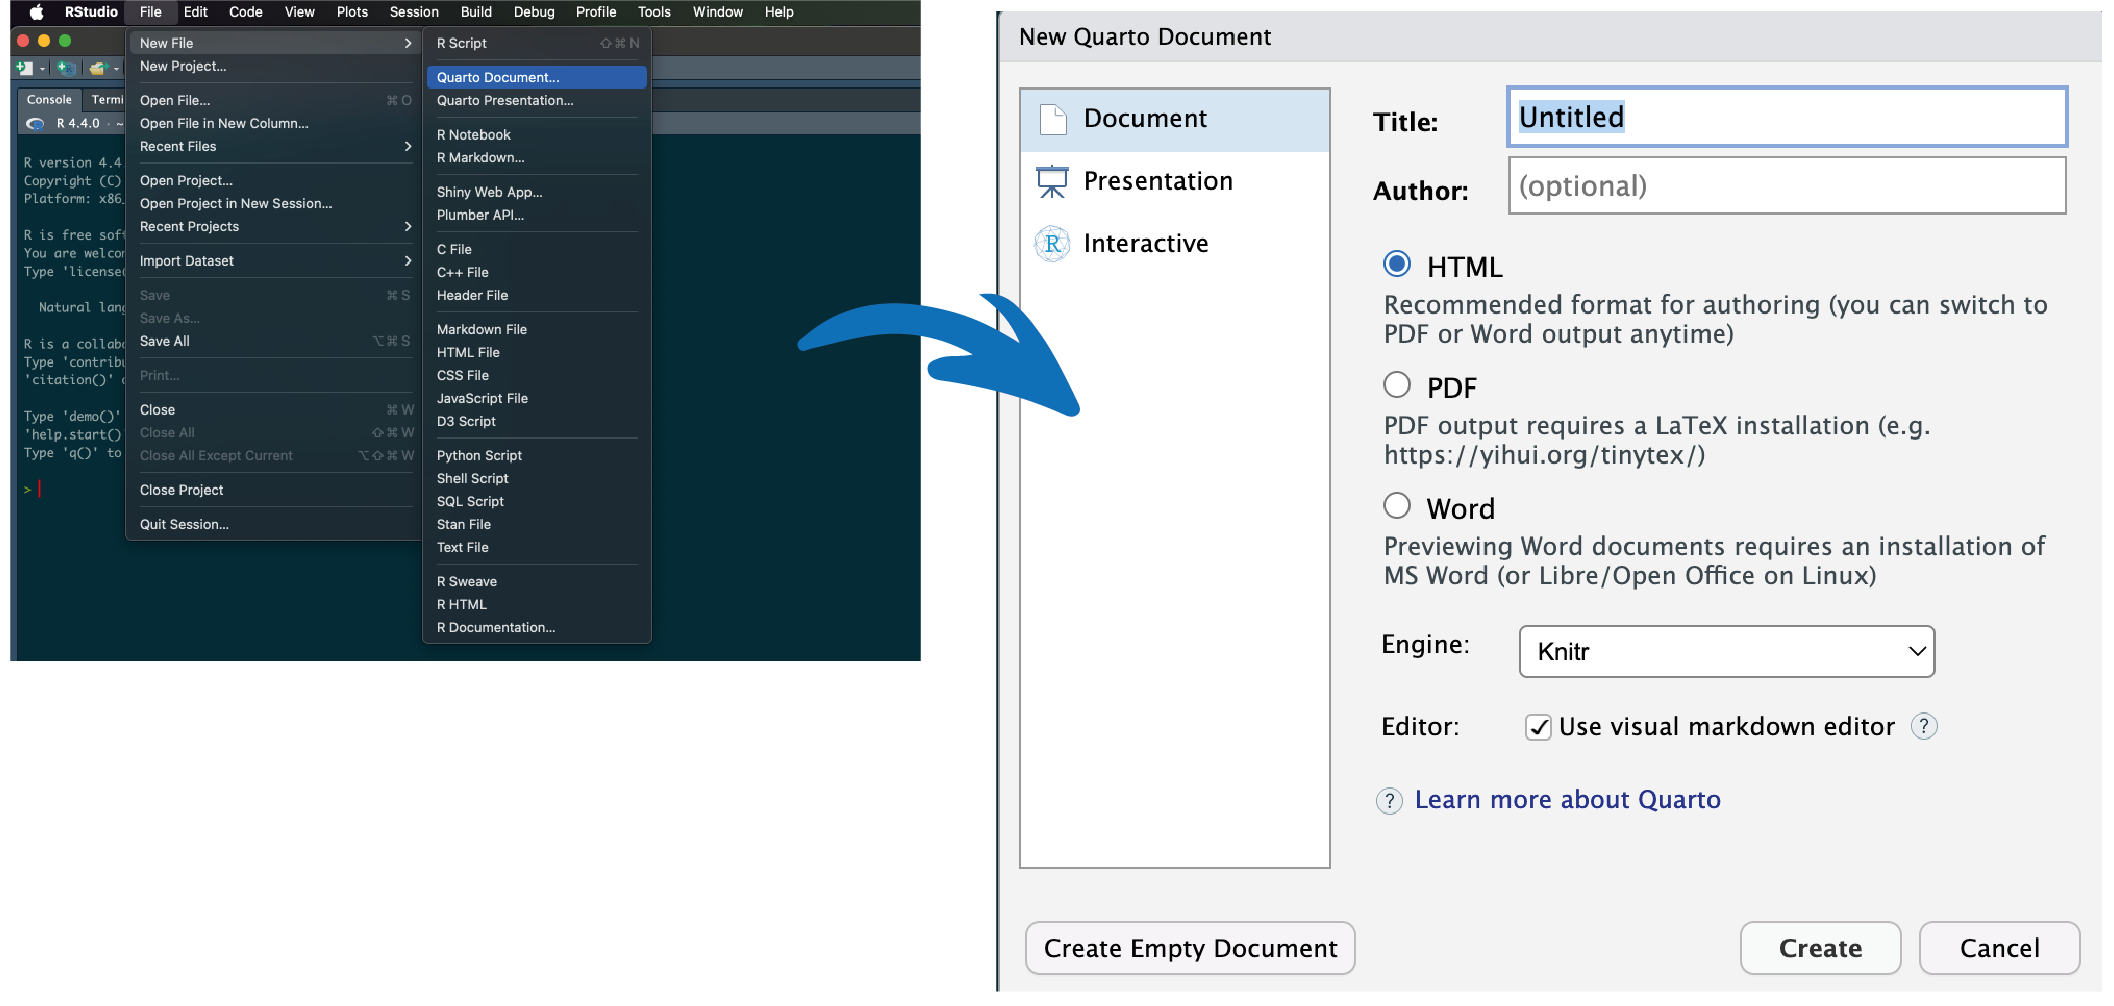 RStudio File Edit Code View Plots Session Build Debug Profile Tools Window Help
New File
New Project...
Open File... ⌘ O
Open File in New Column...
Recent Files
Open Project...
Open Project in New Session...
Recent Projects
Import Dataset
Save ⌘ S
Save As...
Save All ⌥⌘ S
Print...
Close ⌘ W
Close All ⇧⌘ W
Close All Except Current ⌥⇧⌘ W
Close Project
Quit Session...
R Script ⇧⌘ N
Quarto Document...
Quarto Presentation...
R Notebook
R Markdown...
Shiny Web App...
Plumber API...
C File
C++ File
Header File
Markdown File
HTML File
CSS File
JavaScript File
D3 Script
Python Script
Shell Script
SQL Script
Stan File
Text File
R Sweave
R HTML
R Documentation...
Console Termi
R 4.4.0 · ~
R version 4.4
Copyright (C)
Platform: x86_
R is free soft
You are welcom
Type 'license(
Natural lang
R is a collabo
Type 'contribu
'citation()' o
Type 'demo()'
'help.start()
Type 'q()' to
>
New Quarto Document
Document
Presentation
R Interactive
Title: Untitled
Author: (optional)
HTML
Recommended format for authoring (you can switch to
PDF or Word output anytime)
PDF
PDF output requires a LaTeX installation (e.g.
https://yihui.org/tinytex/)
Word
Previewing Word documents requires an installation of
MS Word (or Libre/Open Office on Linux)
Engine: Knitr
Editor: Use visual markdown editor ?
? Learn more about Quarto
Create Empty Document Create Cancel